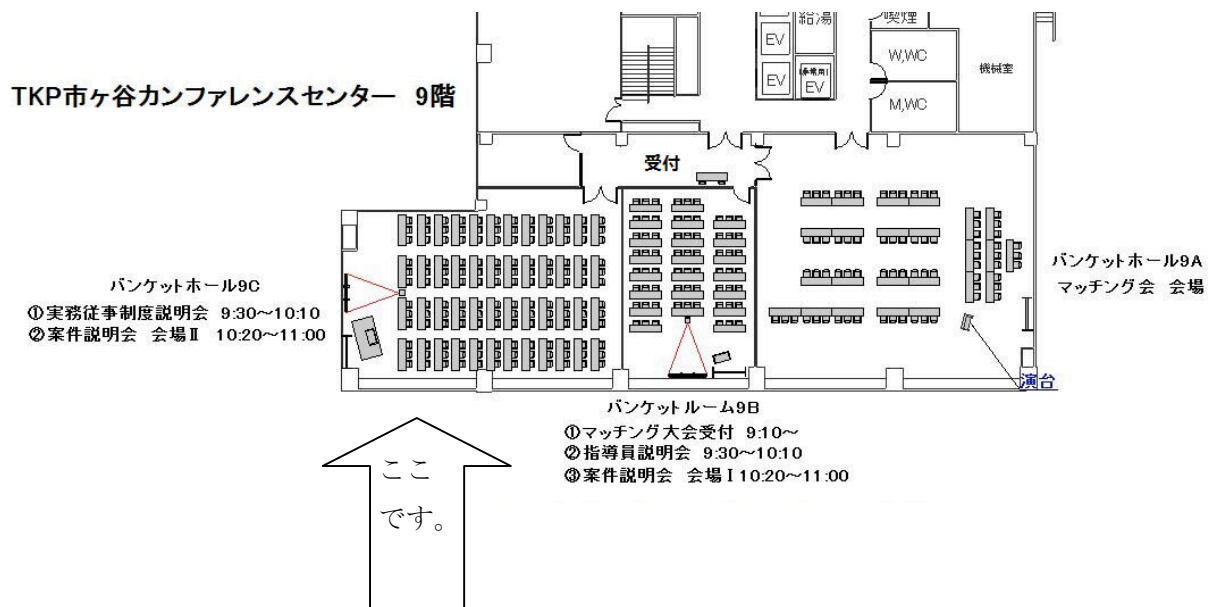 給湯
喫煙
EV
W,WC
機械室
TKP市ヶ谷カンファレンスセンター 9階
EV
EV
M,WC
受付
バンケットホール9C
①実務従事制度説明会 9:30～10:10
②案件説明会 会場Ⅱ 10:20～11:00
バンケットホール9A
マッチング会 会場
演台
バンケットルーム9B
①マッチング大会受付 9:10～
②指導員説明会 9:30～10:10
③案件説明会 会場Ⅰ10:20～11:00
ここ
です。